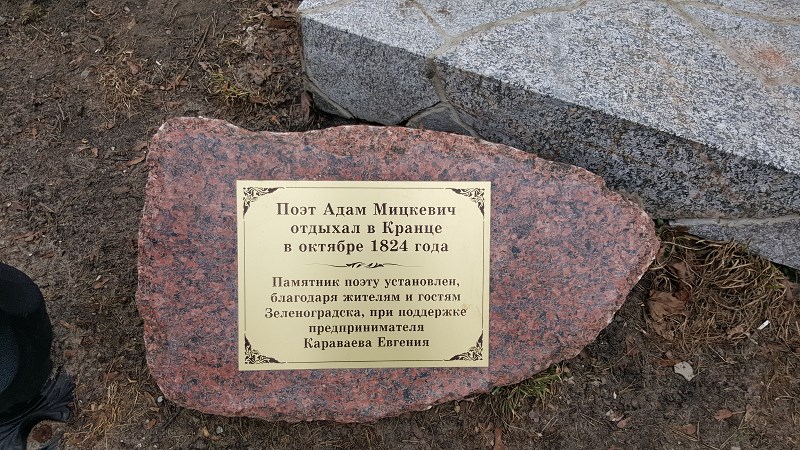 Поэт Адам Мицкевич
отдыхал в Кранце
в октябре 1824 года
Памятник поэту установлен,
благодаря жителям и гостям
Зеленоградска, при поддержке
предпринимателя
Караваева Евгения